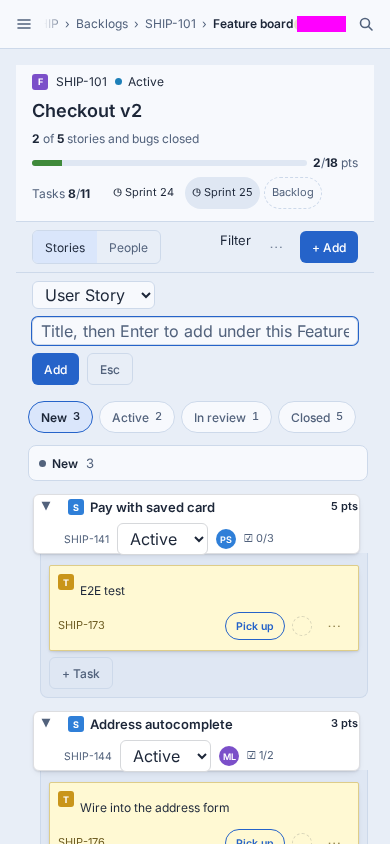 IP › Backlogs › SHIP-101 › Feature board
F SHIP-101 Active
Checkout v2
2 of 5 stories and bugs closed
2/18 pts
Tasks 8/11 Sprint 24 Sprint 25 Backlog
Stories People Filter ... + Add
User Story
Title, then Enter to add under this Feature
Add Esc
New 3 Active 2 In review 1 Closed 5
New 3
▼ S Pay with saved card 5 pts
SHIP-141 Active PS ☑ 0/3
T E2E test
SHIP-173 Pick up ...
+ Task
▼ S Address autocomplete 3 pts
SHIP-144 Active ML ☑ 1/2
T Wire into the address form
SHIP-176 Pick up ...